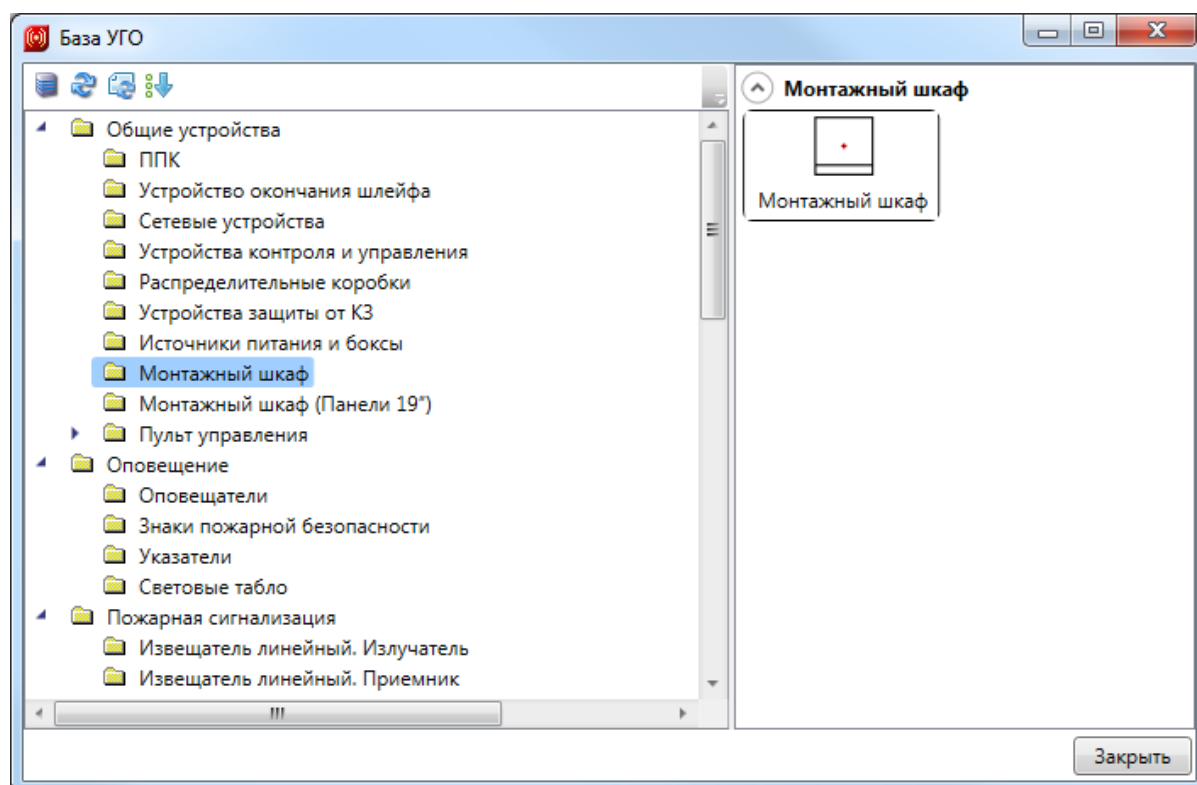 База УГО
Общие устройства
ППК
Устройство окончания шлейфа
Сетевые устройства
Устройства контроля и управления
Распределительные коробки
Устройства защиты от КЗ
Источники питания и боксы
Монтажный шкаф
Монтажный шкаф (Панели 19")
Пульт управления
Оповещение
Оповещатели
Знаки пожарной безопасности
Указатели
Световые табло
Пожарная сигнализация
Извещатель линейный. Излучатель
Извещатель линейный. Приемник
Монтажный шкаф
Монтажный шкаф
Закрыть